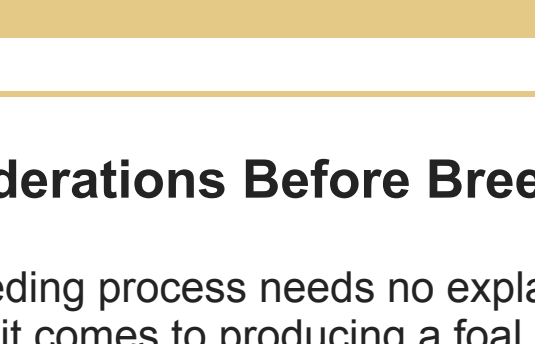 derations Before Bree
eding process needs no expla
it comes to producing a foal